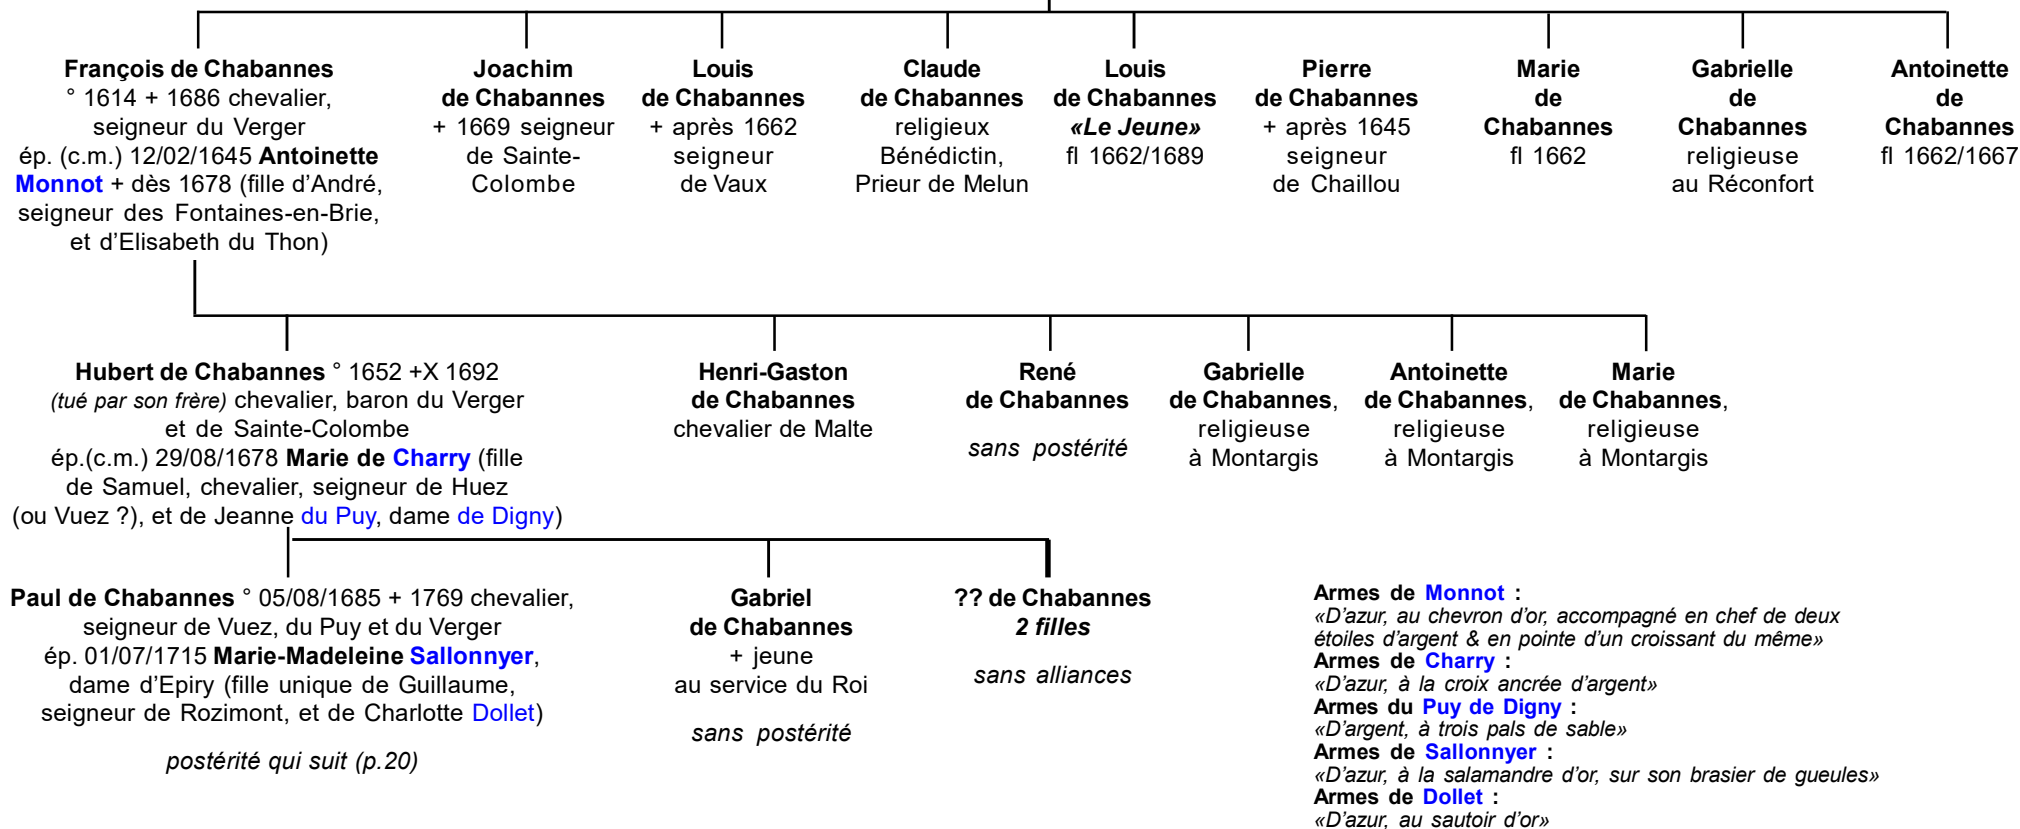 François de Chabannes
° 1614 + 1686 chevalier,
seigneur du Verger
ép. (c.m.) 12/02/1645 Antoinette
Monnot + dès 1678 (fille d’André,
seigneur des Fontaines-en-Brie,
et d’Elisabeth du Thon)
Joachim
de Chabannes
+ 1669 seigneur
de Sainte-
Colombe
Louis
de Chabannes
+ après 1662
seigneur
de Vaux
Claude
de Chabannes
religieux
Bénédictin,
Prieur de Melun
Louis
de Chabannes
«Le Jeune»
fl 1662/1689
Pierre
de Chabannes
+ après 1645
seigneur
de Chaillou
Marie
de
Chabannes
fl 1662
Gabrielle
de
Chabannes
religieuse
au Réconfort
Antoinette
de
Chabannes
fl 1662/1667
Hubert de Chabannes ° 1652 +X 1692
(tué par son frère) chevalier, baron du Verger
et de Sainte-Colombe
ép.(c.m.) 29/08/1678 Marie de Charry (fille
de Samuel, chevalier, seigneur de Huez
(ou Vuez ?), et de Jeanne du Puy, dame de Digny)
Henri-Gaston
de Chabannes
chevalier de Malte
René
de Chabannes
sans postérité
Gabrielle
de Chabannes,
religieuse
à Montargis
Antoinette
de Chabannes,
religieuse
à Montargis
Marie
de Chabannes,
religieuse
à Montargis
Paul de Chabannes ° 05/08/1685 + 1769 chevalier,
seigneur de Vuez, du Puy et du Verger
ép. 01/07/1715 Marie-Madeleine Sallonnyer,
dame d’Epiry (fille unique de Guillaume,
seigneur de Rozimont, et de Charlotte Dollet)
postérité qui suit (p.20)
Gabriel
de Chabannes
+ jeune
au service du Roi
sans postérité
?? de Chabannes
2 filles
sans alliances
Armes de Monnot :
«D’azur, au chevron d’or, accompagné en chef de deux
étoiles d’argent & en pointe d’un croissant du même»
Armes de Charry :
«D’azur, à la croix ancrée d’argent»
Armes du Puy de Digny :
«D’argent, à trois pals de sable»
Armes de Sallonnyer :
«D’azur, à la salamandre d’or, sur son brasier de gueules»
Armes de Dollet :
«D’azur, au sautoir d’or»